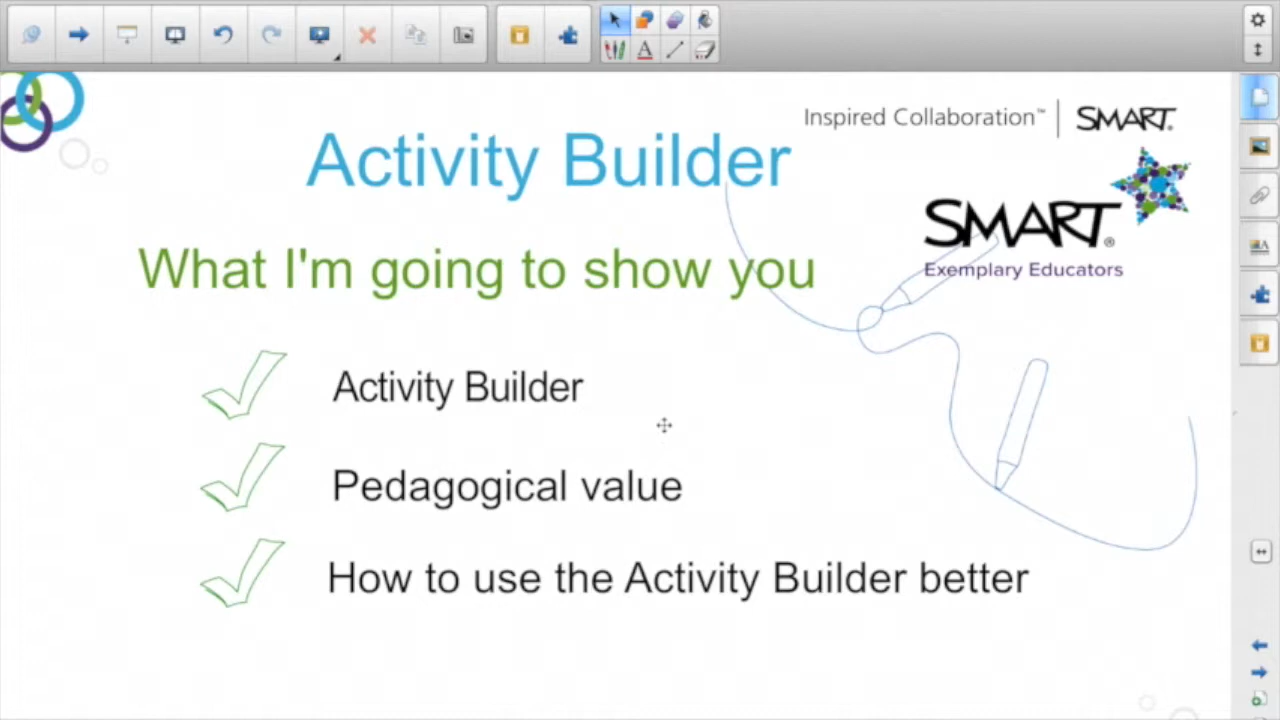 Inspired Collaboration™ | SMART®
Activity Builder
SMART®
Exemplary Educators
What I'm going to show you
Activity Builder
Pedagogical value
How to use the Activity Builder better